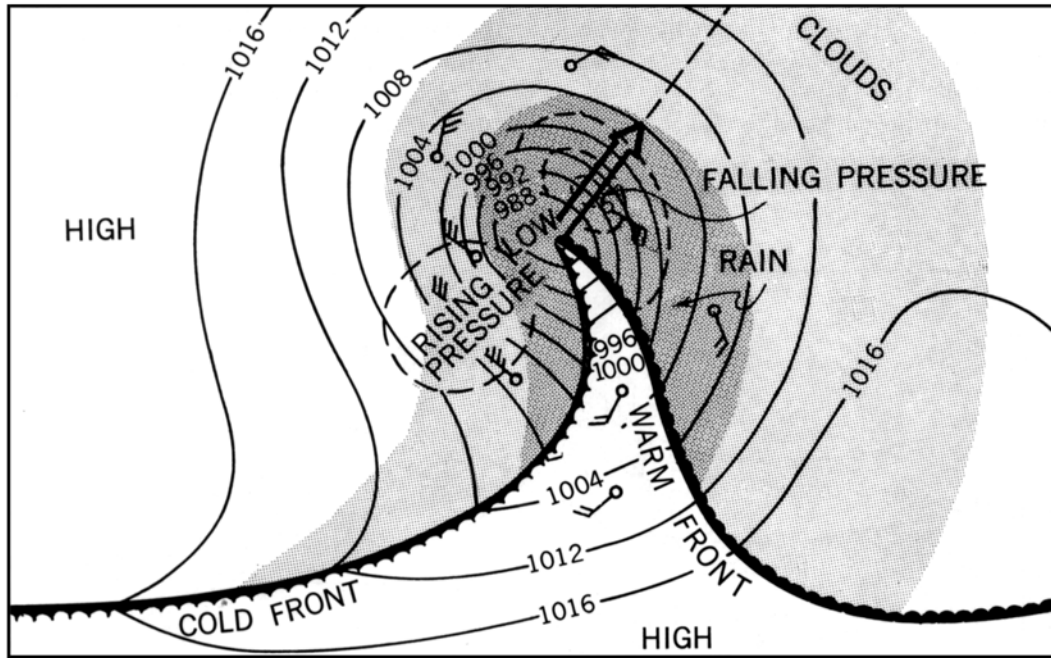 1016
1012
1008
1004
1000
996
992
988
CLOUDS
HIGH
LOW
FALLING PRESSURE
RAIN
RISING
PRESSURE
996
1000
1016
WARM
FRONT
1004
1012
1016
COLD FRONT
HIGH